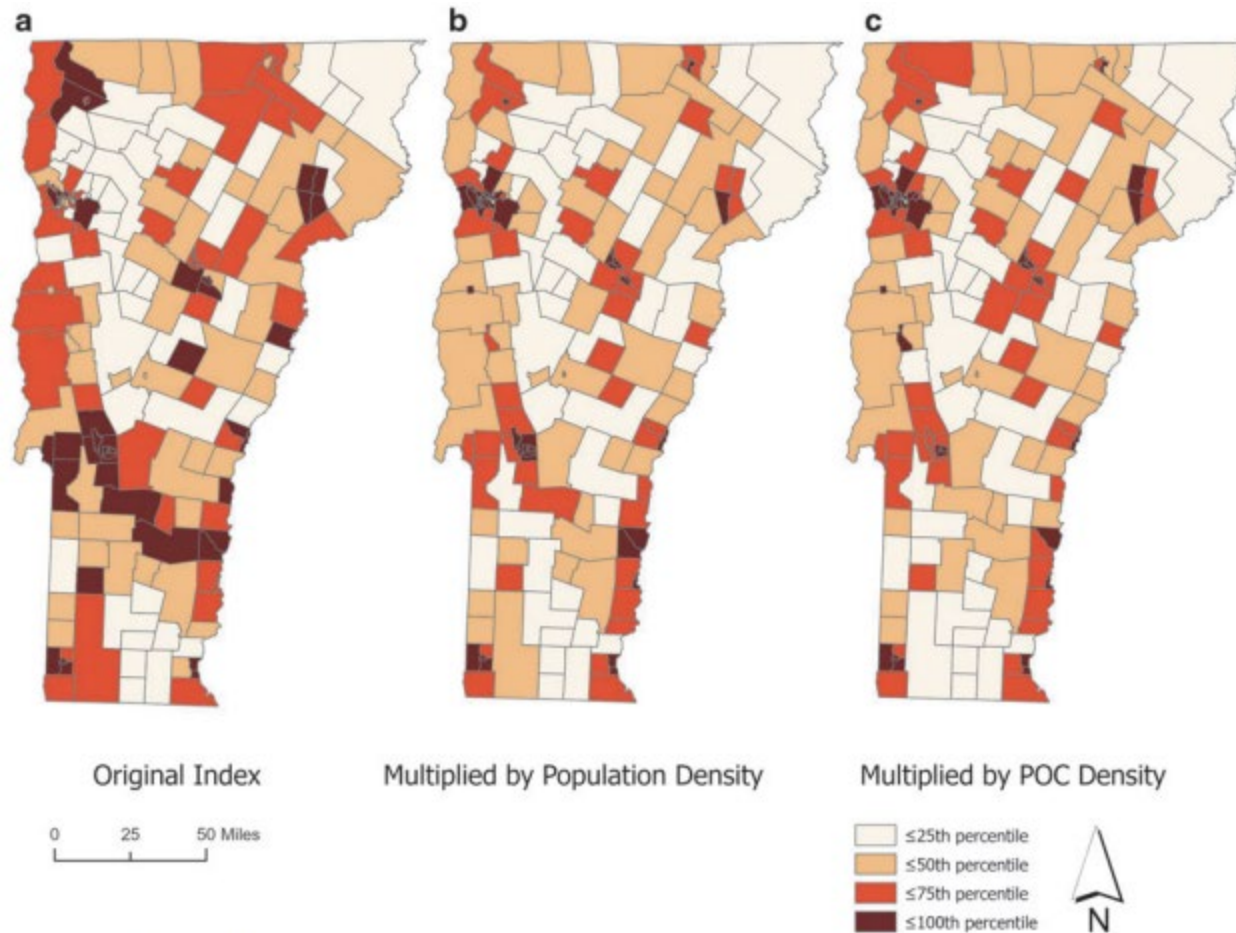 a
b
c
Original Index
Multiplied by Population Density
Multiplied by POC Density
0 25 50 Miles
≤25th percentile
≤50th percentile
≤75th percentile
≤100th percentile
N